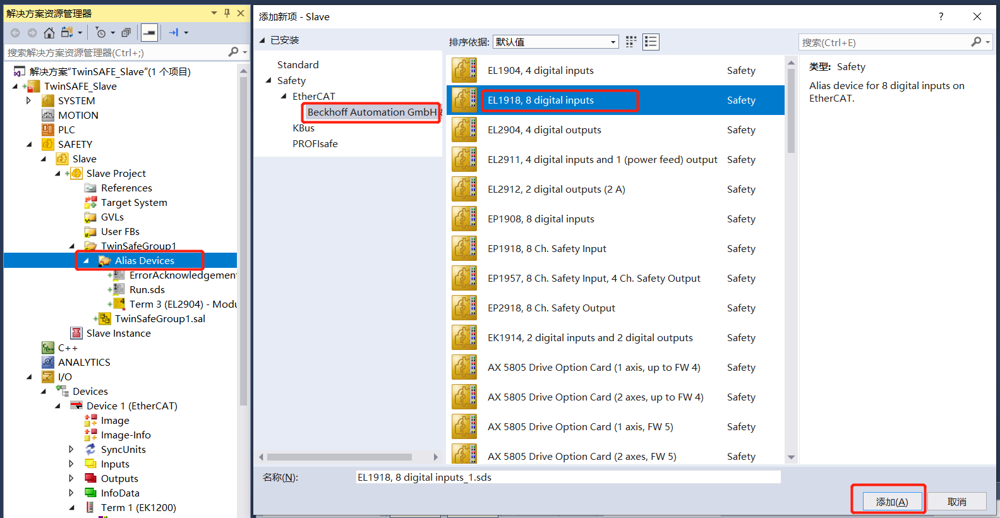 解决方案资源管理器
搜索解决方案资源管理器(Ctrl+;)
解决方案"TwinSAFE_Slave"(1 个项目)
TwinSAFE_Slave
SYSTEM
MOTION
PLC
SAFETY
Slave
Slave Project
References
Target System
GVLs
User FBs
TwinSafeGroup1
Alias Devices
ErrorAcknowledgement
Run.sds
Term 3 (EL2904) - Modu
TwinSafeGroup1.sal
Slave Instance
C++
ANALYTICS
I/O
Devices
Device 1 (EtherCAT)
Image
Image-Info
SyncUnits
Inputs
Outputs
InfoData
Term 1 (EK1200)
添加新项 - Slave
?
已安装
Standard
Safety
EtherCAT
Beckhoff Automation GmbH
KBus
PROFIsafe
排序依据: 默认值
搜索(Ctrl+E)
EL1904, 4 digital inputs Safety
EL1918, 8 digital inputs Safety
EL2904, 4 digital outputs Safety
EL2911, 4 digital inputs and 1 (power feed) output Safety
EL2912, 2 digital outputs (2 A) Safety
EP1908, 8 digital inputs Safety
EP1918, 8 Ch. Safety Input Safety
EP1957, 8 Ch. Safety Input, 4 Ch. Safety Output Safety
EP2918, 8 Ch. Safety Output Safety
EK1914, 2 digital inputs and 2 digital outputs Safety
AX 5805 Drive Option Card (1 axis, up to FW 4) Safety
AX 5805 Drive Option Card (2 axes, up to FW 4) Safety
AX 5805 Drive Option Card (1 axis, FW 5) Safety
AX 5805 Drive Option Card (2 axes, FW 5) Safety
类型: Safety
Alias device for 8 digital inputs on
EtherCAT.
名称(N): EL1918, 8 digital inputs_1.sds
添加(A) 取消